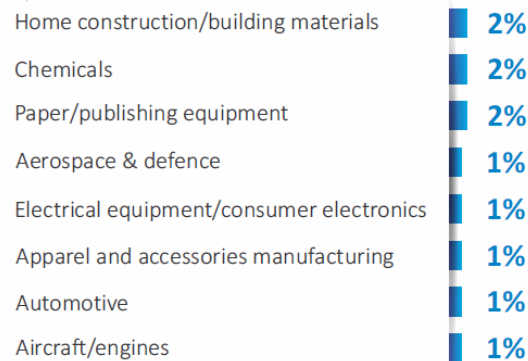 Home construction/building materials 2%
Chemicals 2%
Paper/publishing equipment 2%
Aerospace & defence 1%
Electrical equipment/consumer electronics 1%
Apparel and accessories manufacturing 1%
Automotive 1%
Aircraft/engines 1%